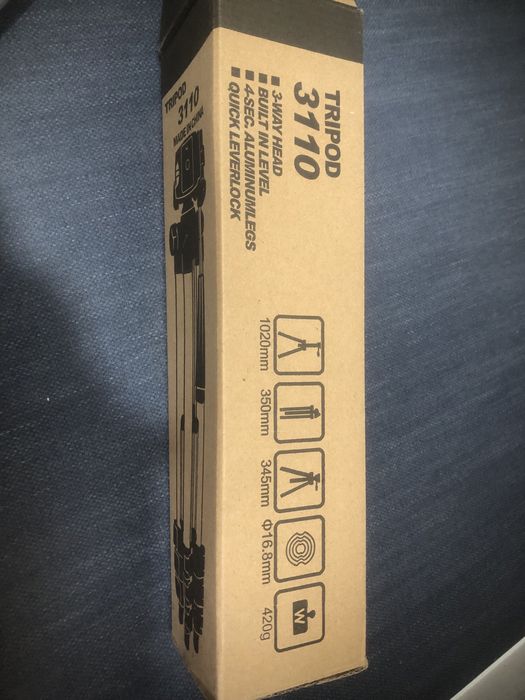 TRIPOD
3110
3-WAY HEAD
BUILT IN LEVEL
4-SEC. ALUMINUMLEGS
QUICK LEVERLOCK
1020mm
350mm
345mm
Φ16.8mm
W
420g
TRIPOD
3110
MADE IN CHINA